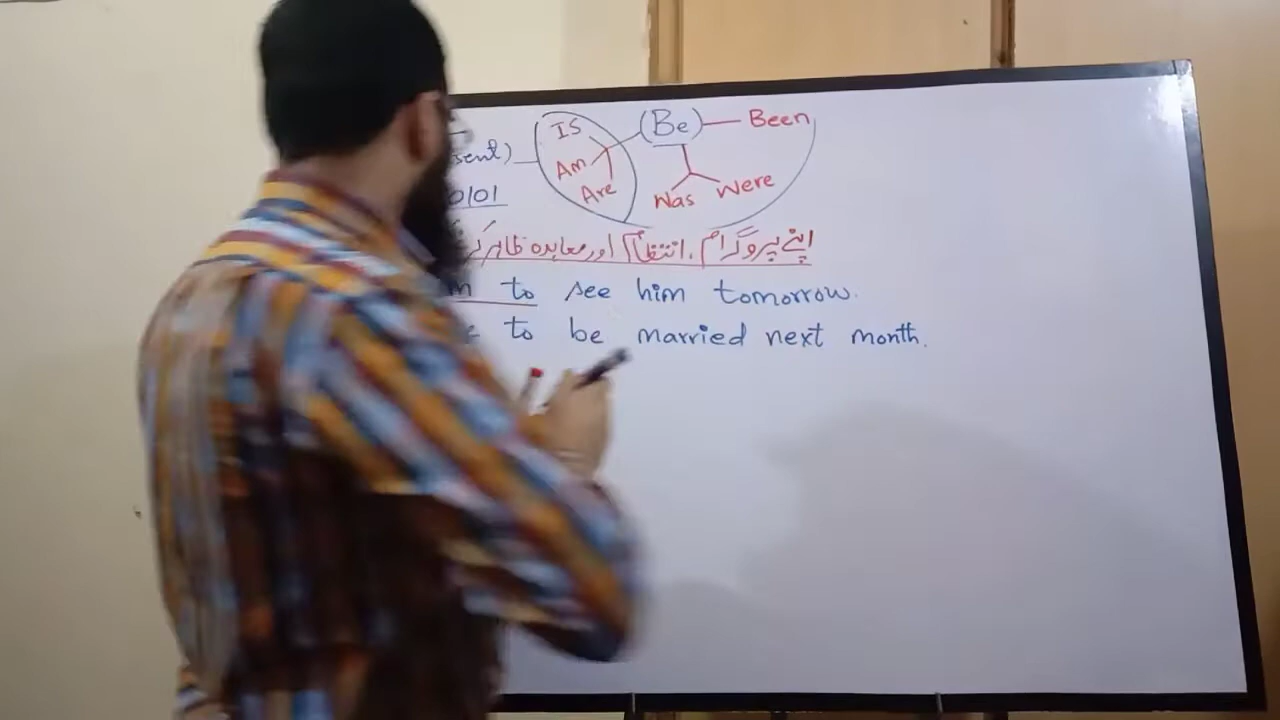 Is (Be) Been
Am
Are Was Were
اپنے پروگرام، انتظام اور معاہدہ ظاہر
to see him tomorrow.
to be married next month.